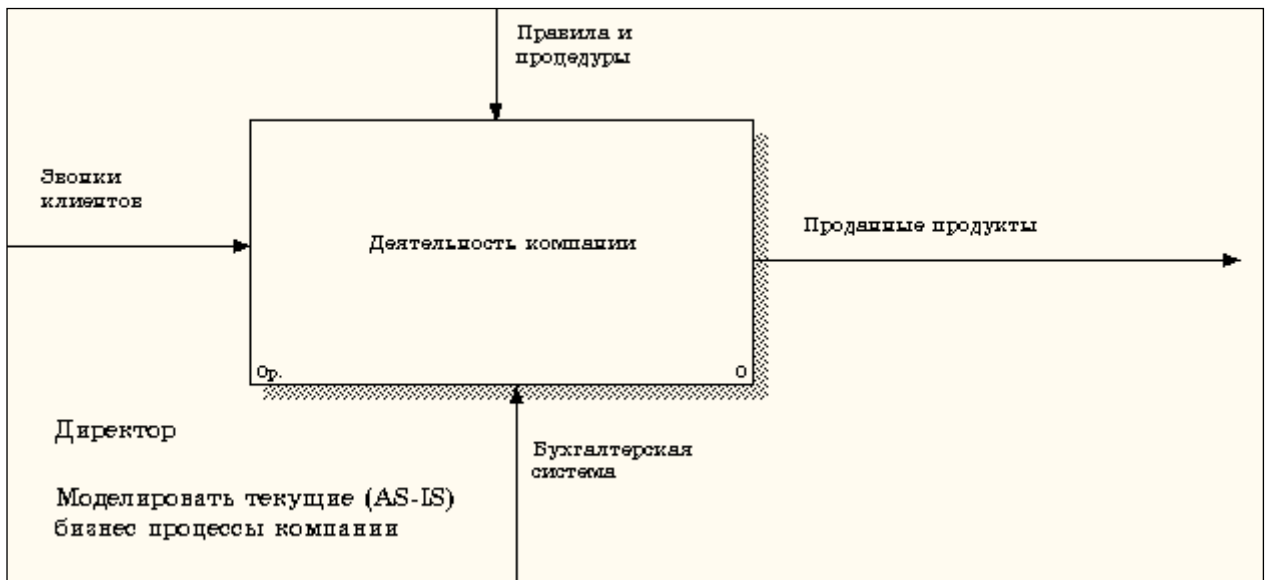 Правила и
процедуры
Звонки
клиентов
Деятельность компании
Проданные продукты
0р.
0
Директор
Бухгалтерская
система
Моделировать текущие (AS-IS)
бизнес процессы компании